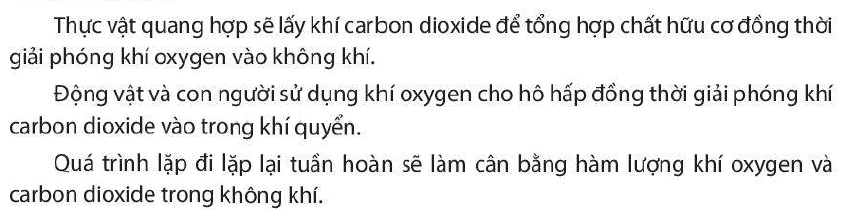 Thực vật quang hợp sẽ lấy khí carbon dioxide để tổng hợp chất hữu cơ đồng thời
giải phóng khí oxygen vào không khí.
Động vật và con người sử dụng khí oxygen cho hô hấp đồng thời giải phóng khí
carbon dioxide vào trong khí quyển.
Quá trình lặp đi lặp lại tuần hoàn sẽ làm cân bằng hàm lượng khí oxygen và
carbon dioxide trong không khí.